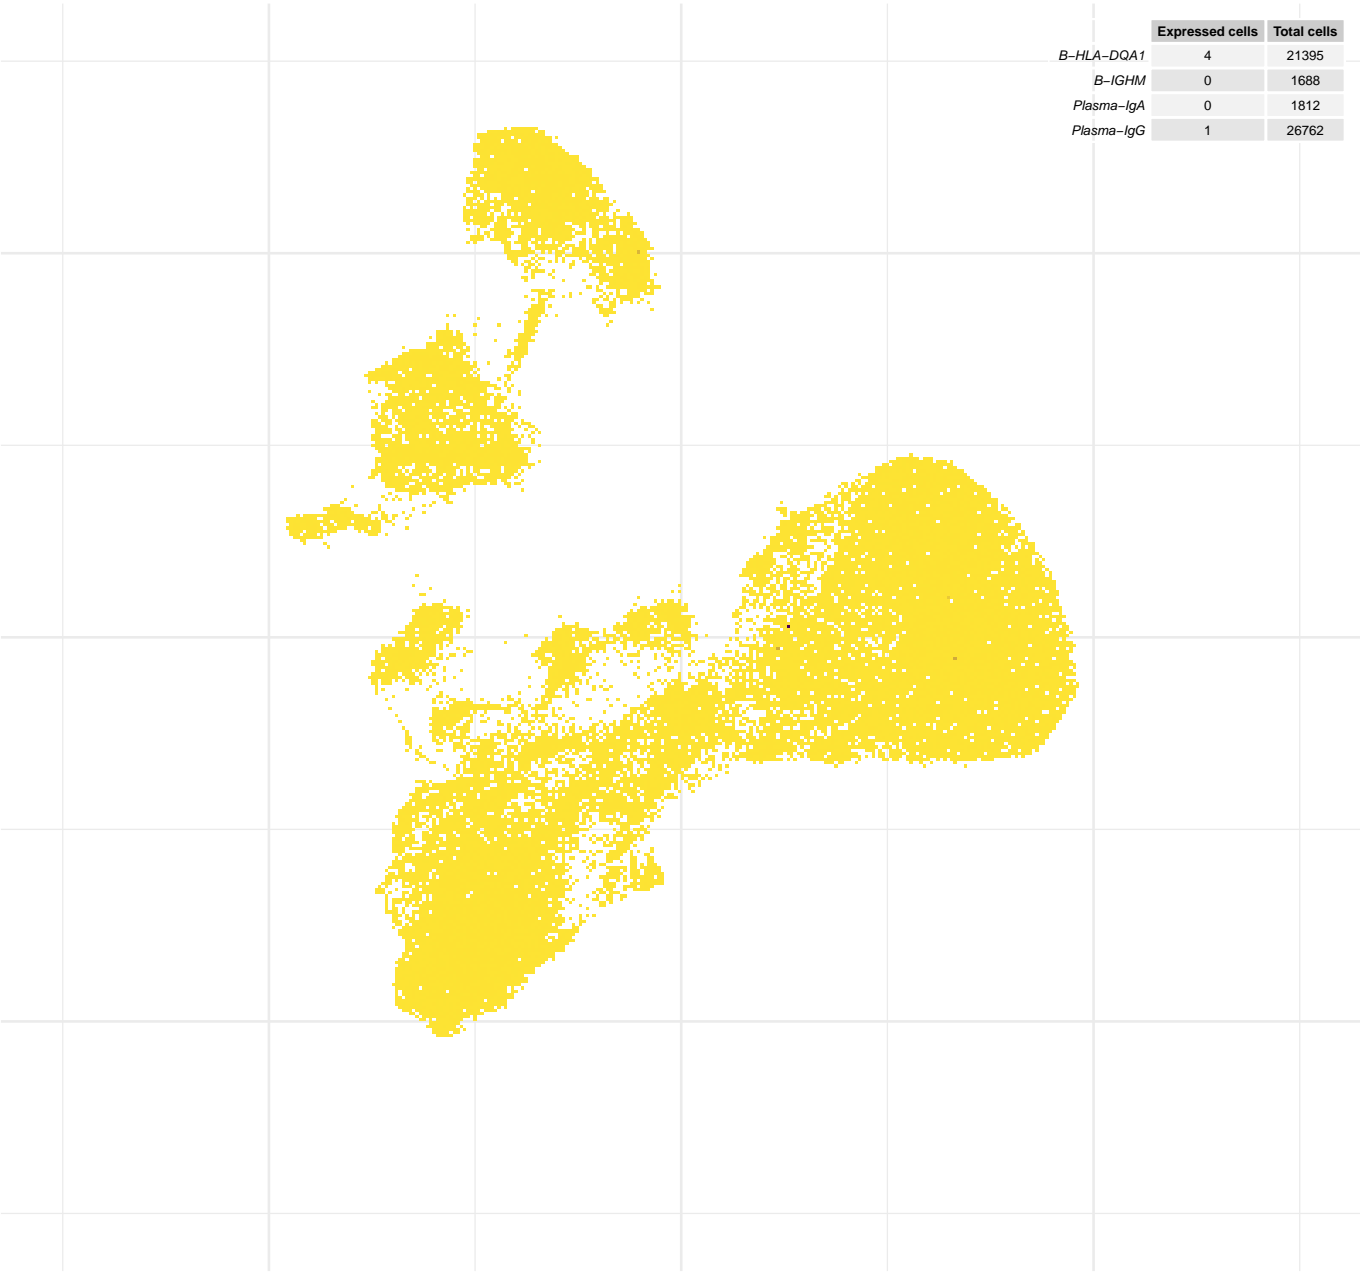 Expressed cells Total cells
B−HLA−DQA1 4 21395
B−IGHM 0 1688
Plasma−IgA 0 1812
Plasma−IgG 1 26762